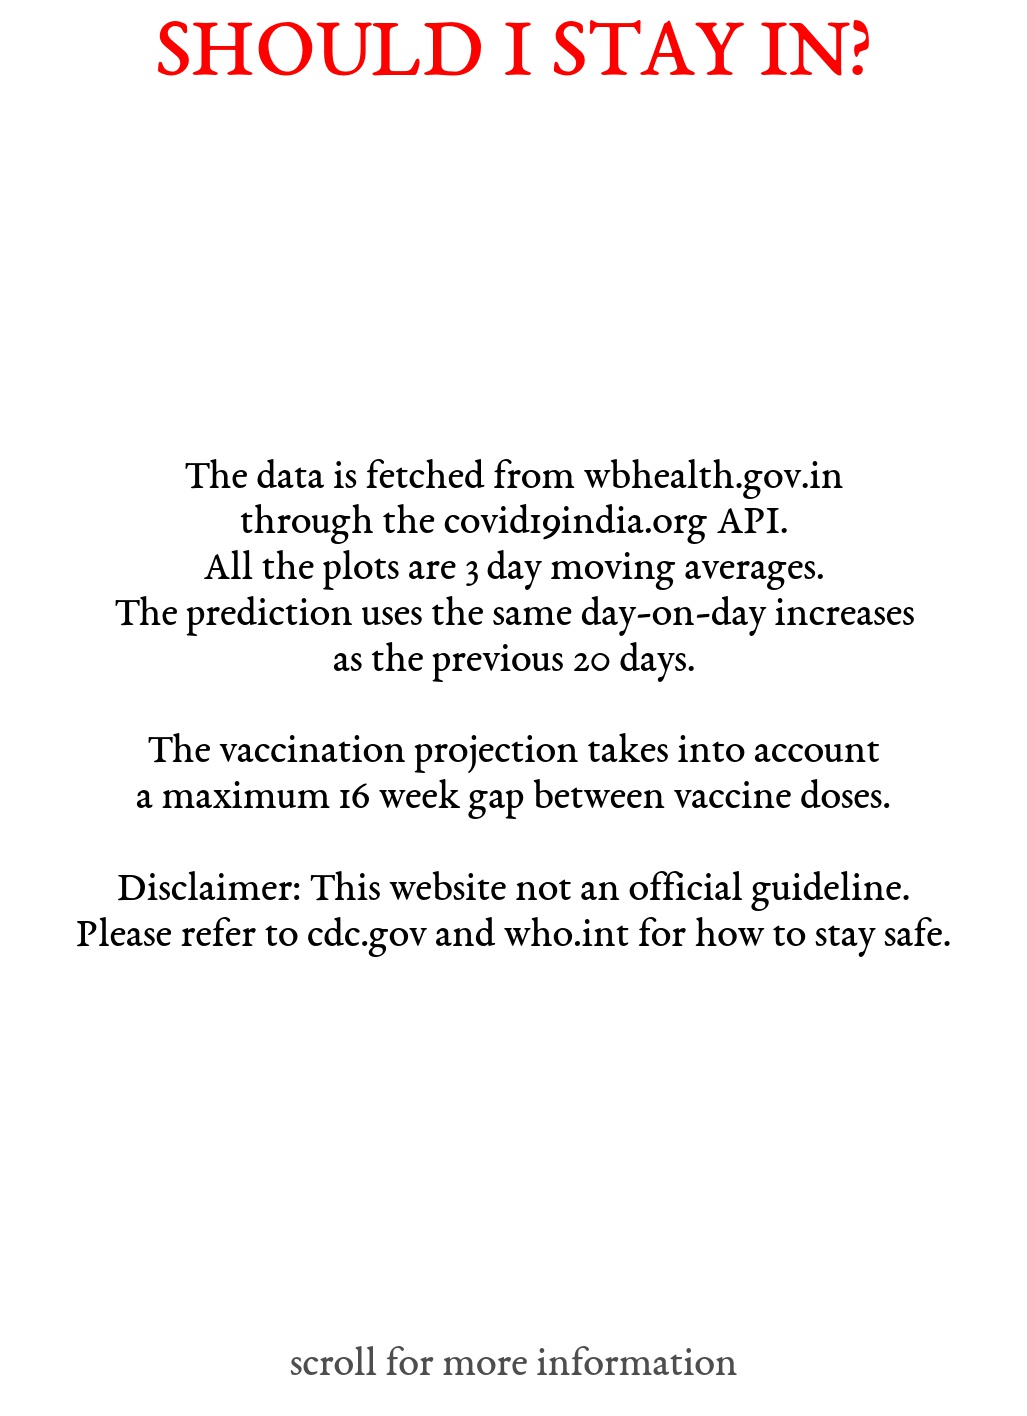 SHOULD I STAY IN?
The data is fetched from wbhealth.gov.in
through the covid19india.org API.
All the plots are 3 day moving averages.
The prediction uses the same day-on-day increases
as the previous 20 days.
The vaccination projection takes into account
a maximum 16 week gap between vaccine doses.
Disclaimer: This website not an official guideline.
Please refer to cdc.gov and who.int for how to stay safe.
scroll for more information